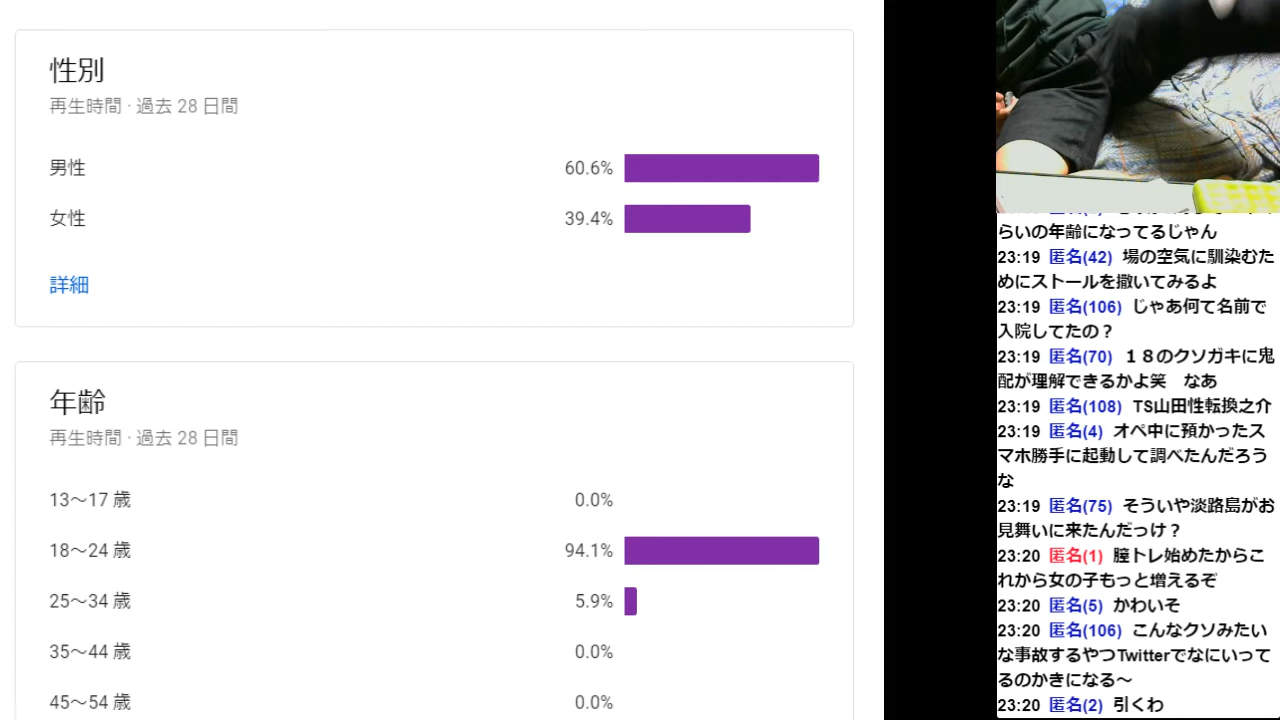 性別
再生時間 · 過去 28 日間
男性 60.6%
女性 39.4%
詳細
年齢
再生時間 · 過去 28 日間
13〜17 歳 0.0%
18〜24 歳 94.1%
25〜34 歳 5.9%
35〜44 歳 0.0%
45〜54 歳 0.0%
らいの年齢になってるじゃん
23:19 匿名(42) 場の空気に馴染むた
めにストールを撒いてみるよ
23:19 匿名(106) じゃあ何て名前で
入院してたの？
23:19 匿名(70) １８のクソガキに鬼
配が理解できるかよ笑　なあ
23:19 匿名(108) TS山田性転換之介
23:19 匿名(4) オペ中に預かったス
マホ勝手に起動して調べたんだろう
な
23:19 匿名(75) そういや淡路島がお
見舞いに来たんだっけ？
23:20 匿名(1) 膣トレ始めたからこ
れから女の子もっと増えるぞ
23:20 匿名(5) かわいそ
23:20 匿名(106) こんなクソみたい
な事故するやつTwitterでなにいって
るのかきになる〜
23:20 匿名(2) 引くわ